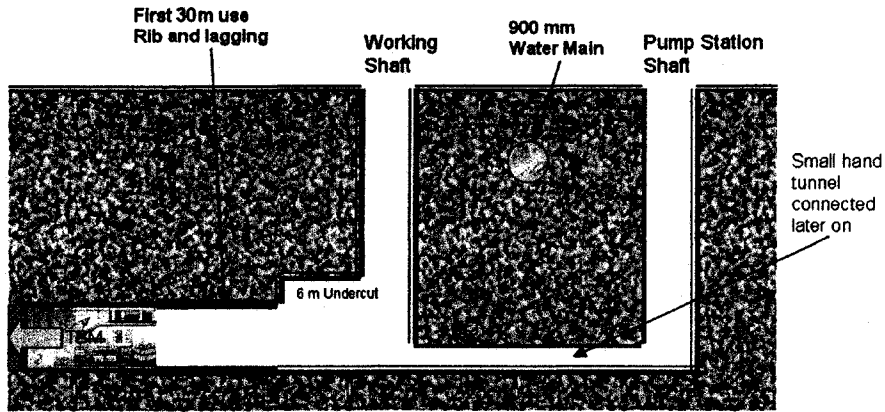 First 30m use
Rib and lagging
Working
Shaft
900 mm
Water Main
Pump Station
Shaft
Small hand
tunnel
connected
later on
6 m Undercut